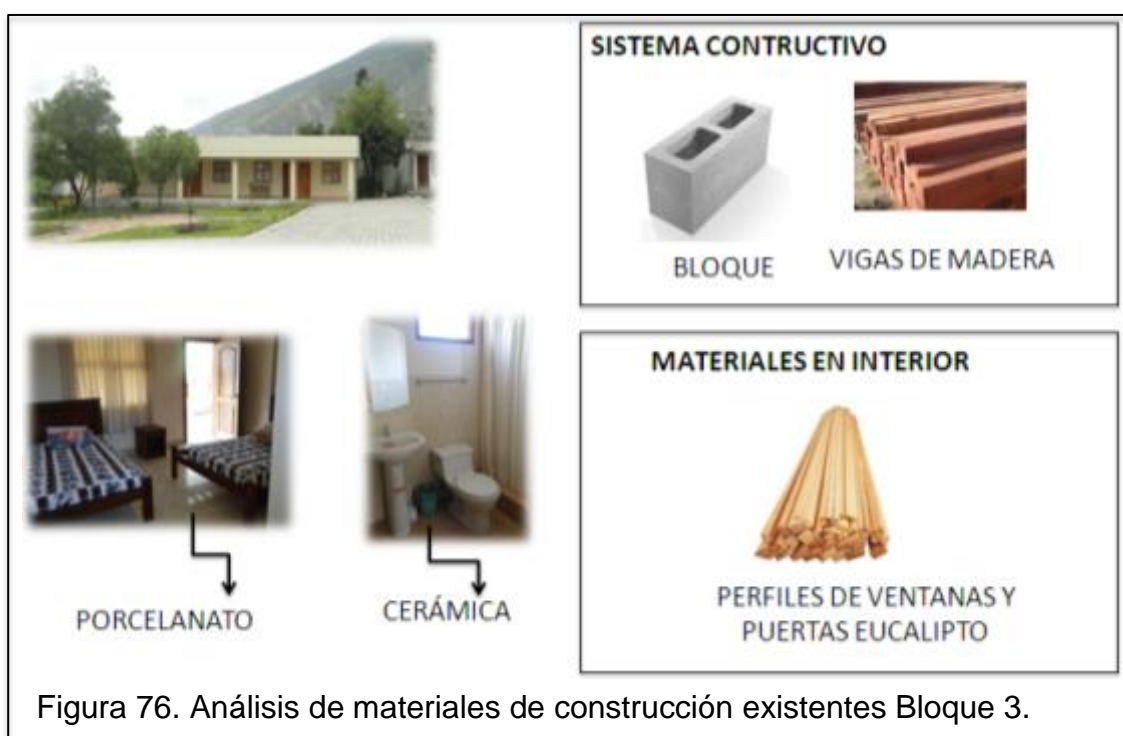 SISTEMA CONTRUCTIVO
BLOQUE
VIGAS DE MADERA
PORCELANATO
CERÁMICA
MATERIALES EN INTERIOR
PERFILES DE VENTANAS Y
PUERTAS EUCALIPTO
Figura 76. Análisis de materiales de construcción existentes Bloque 3.